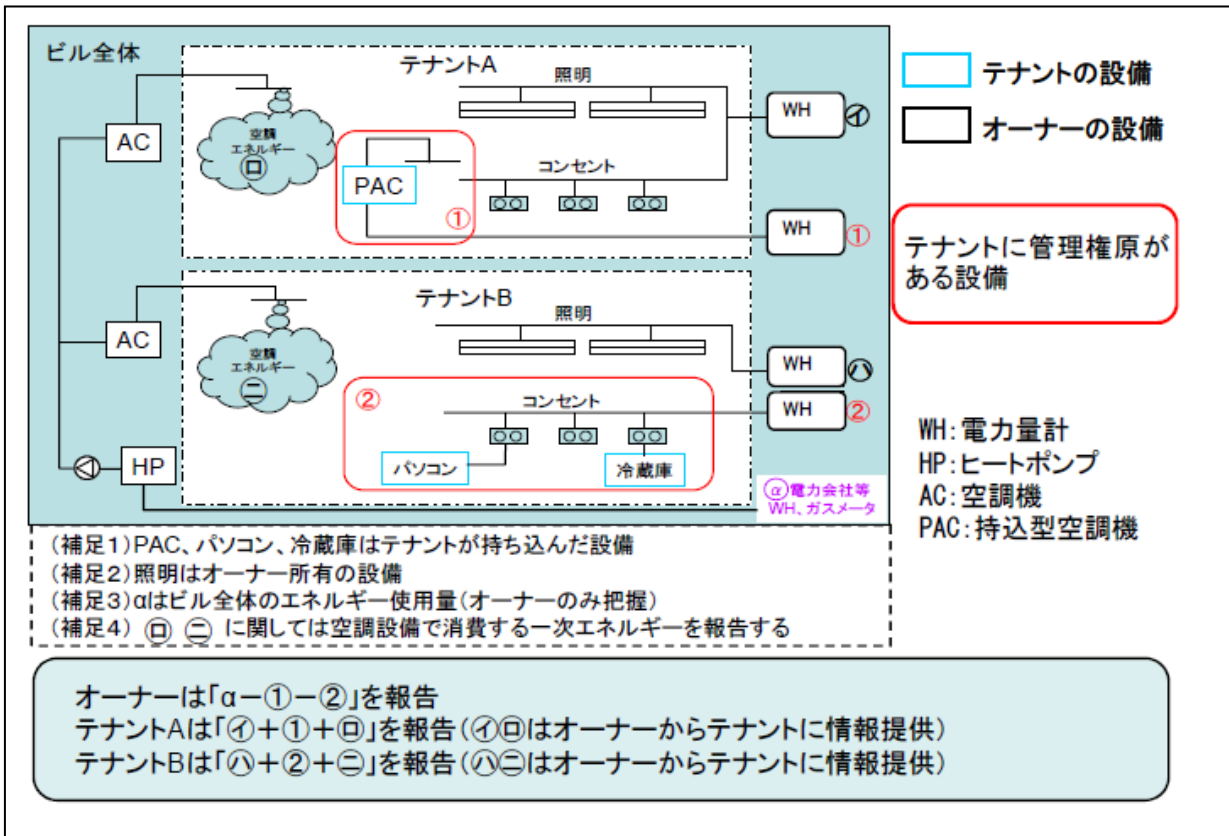 ビル全体
テナントA
照明
AC
空調
エネルギー
㋺
PAC
①
コンセント
WH ㋑
WH ①
テナントの設備
オーナーの設備
テナントに管理権原が
ある設備
テナントB
照明
AC
空調
エネルギー
㋥
WH ㋩
②
コンセント
WH ②
パソコン
冷蔵庫
HP
ⓐ電力会社等
WH、ガスメータ
WH:電力量計
HP:ヒートポンプ
AC:空調機
PAC:持込型空調機
(補足1)PAC、パソコン、冷蔵庫はテナントが持ち込んだ設備
(補足2)照明はオーナー所有の設備
(補足3)αはビル全体のエネルギー使用量(オーナーのみ把握)
(補足4) ㋺ ㋥ に関しては空調設備で消費する一次エネルギーを報告する
オーナーは「α-①-②」を報告
テナントAは「㋑+①+㋺」を報告(㋑㋺はオーナーからテナントに情報提供)
テナントBは「㋩+②+㋥」を報告(㋩㋥はオーナーからテナントに情報提供)